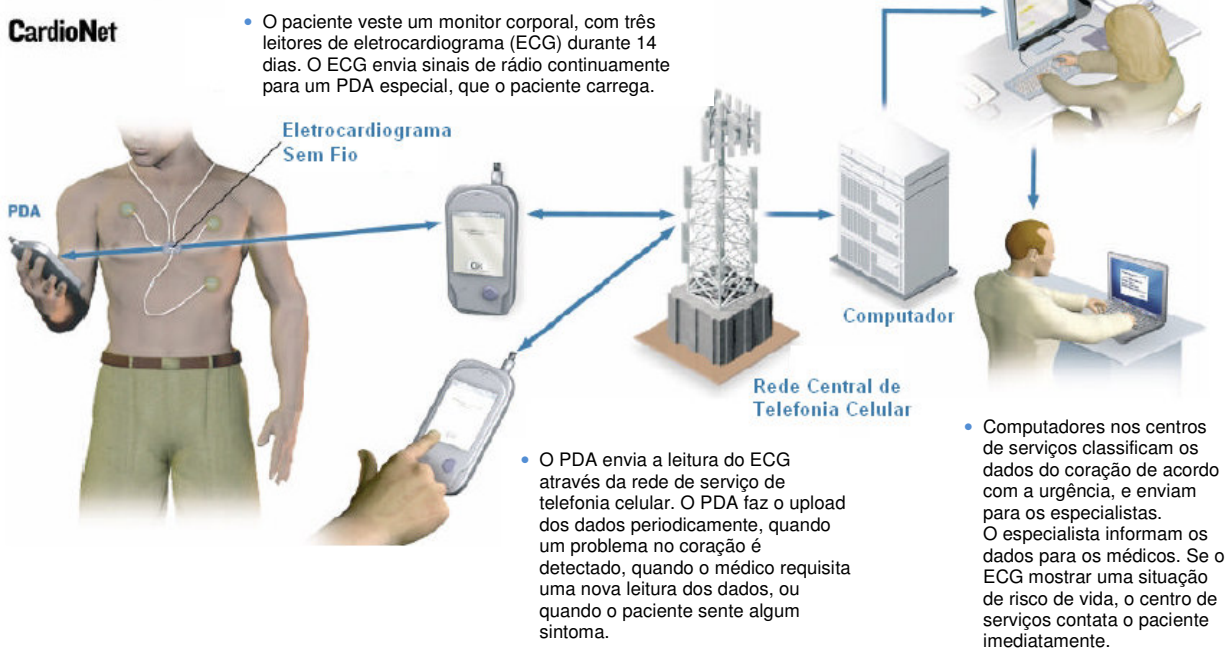 CardioNet
• O paciente veste um monitor corporal, com três
leitores de eletrocardiograma (ECG) durante 14
dias. O ECG envia sinais de rádio continuamente
para um PDA especial, que o paciente carrega.
Eletrocardiograma
Sem Fio
PDA
OK
Computador
Rede Central de
Telefonia Celular
• O PDA envia a leitura do ECG
através da rede de serviço de
telefonia celular. O PDA faz o upload
dos dados periodicamente, quando
um problema no coração é
detectado, quando o médico requisita
uma nova leitura dos dados, ou
quando o paciente sente algum
sintoma.
• Computadores nos centros
de serviços classificam os
dados do coração de acordo
com a urgência, e enviam
para os especialistas.
O especialista informam os
dados para os médicos. Se o
ECG mostrar uma situação
de risco de vida, o centro de
serviços contata o paciente
imediatamente.